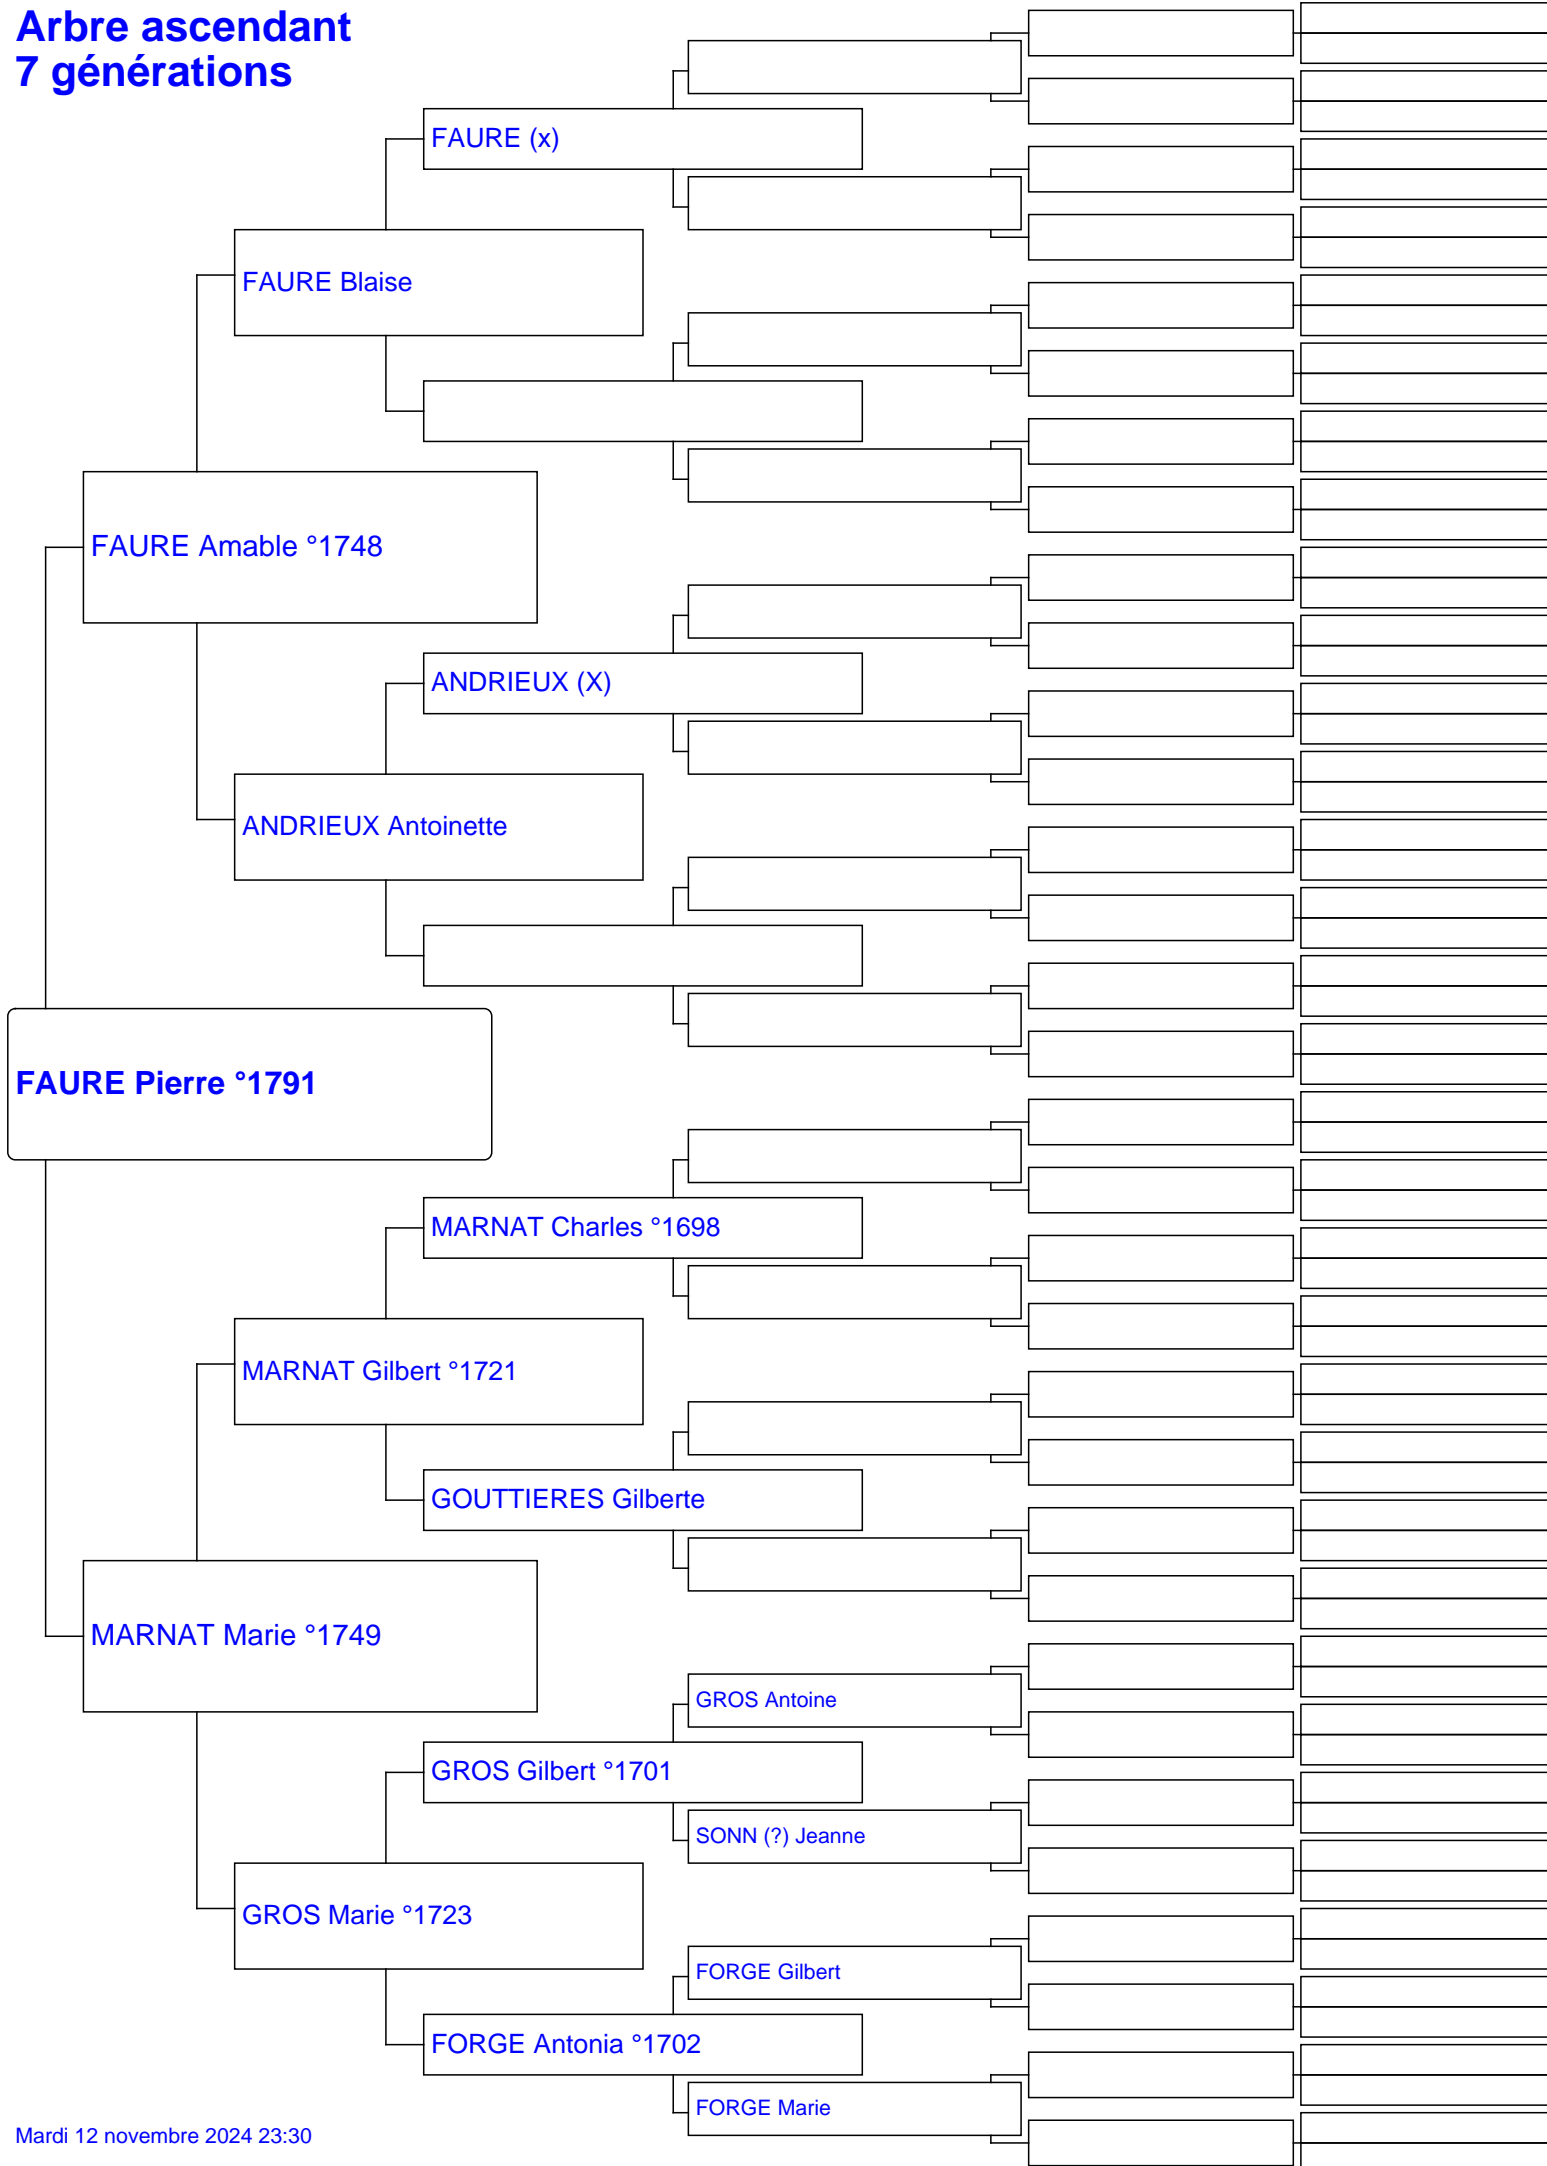 Arbre ascendant
7 générations
FAURE (x)
FAURE Blaise
FAURE Amable °1748
ANDRIEUX (X)
ANDRIEUX Antoinette
FAURE Pierre °1791
MARNAT Charles °1698
MARNAT Gilbert °1721
GOUTTIERES Gilberte
MARNAT Marie °1749
GROS Antoine
GROS Gilbert °1701
SONN (?) Jeanne
GROS Marie °1723
FORGE Gilbert
FORGE Antonia °1702
FORGE Marie
Mardi 12 novembre 2024 23:30